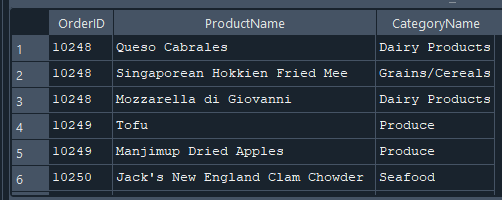 OrderID ProductName CategoryName
1 10248 Queso Cabrales Dairy Products
2 10248 Singaporean Hokkien Fried Mee Grains/Cereals
3 10248 Mozzarella di Giovanni Dairy Products
4 10249 Tofu Produce
5 10249 Manjimup Dried Apples Produce
6 10250 Jack's New England Clam Chowder Seafood